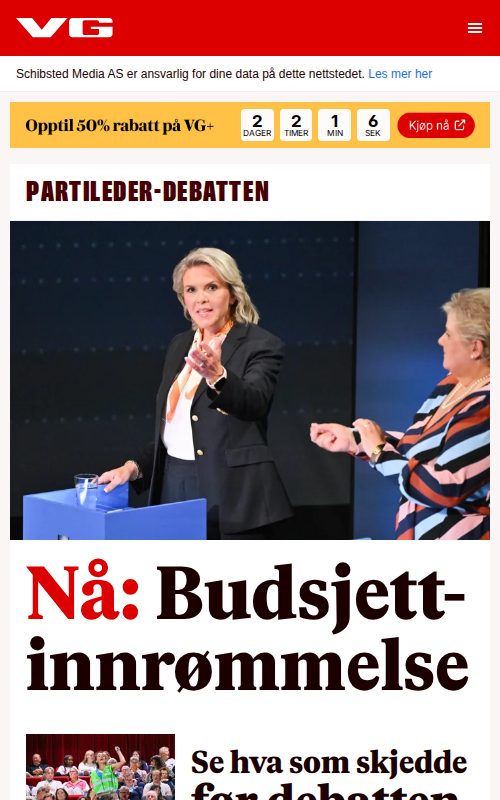 VG
Schibsted Media AS er ansvarlig for dine data på dette nettstedet. Les mer her
Opptil 50% rabatt på VG+
2 2 1 6
DAGER TIMER MIN SEK
Kjøp nå
PARTILEDER-DEBATTEN
Nå: Budsjett-
innrømmelse
Se hva som skjedde
før debatten